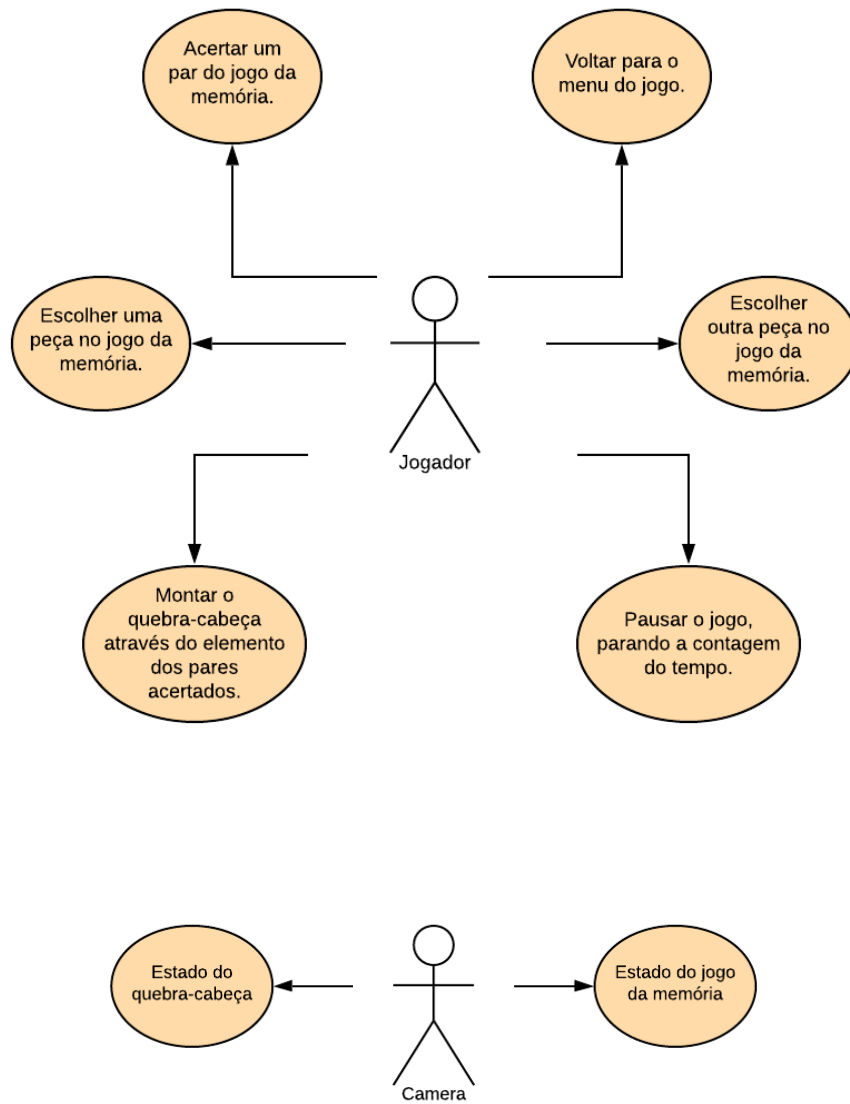 Acertar um
par do jogo da
memória.
Voltar para o
menu do jogo.
Escolher uma
peça no jogo da
memória.
Escolher
outra peça no
jogo da
memória.
Jogador
Montar o
quebra-cabeça
através do elemento
dos pares
acertados.
Pausar o jogo,
parando a contagem
do tempo.
Estado do
quebra-cabeça
Estado do jogo
da memória
Camera